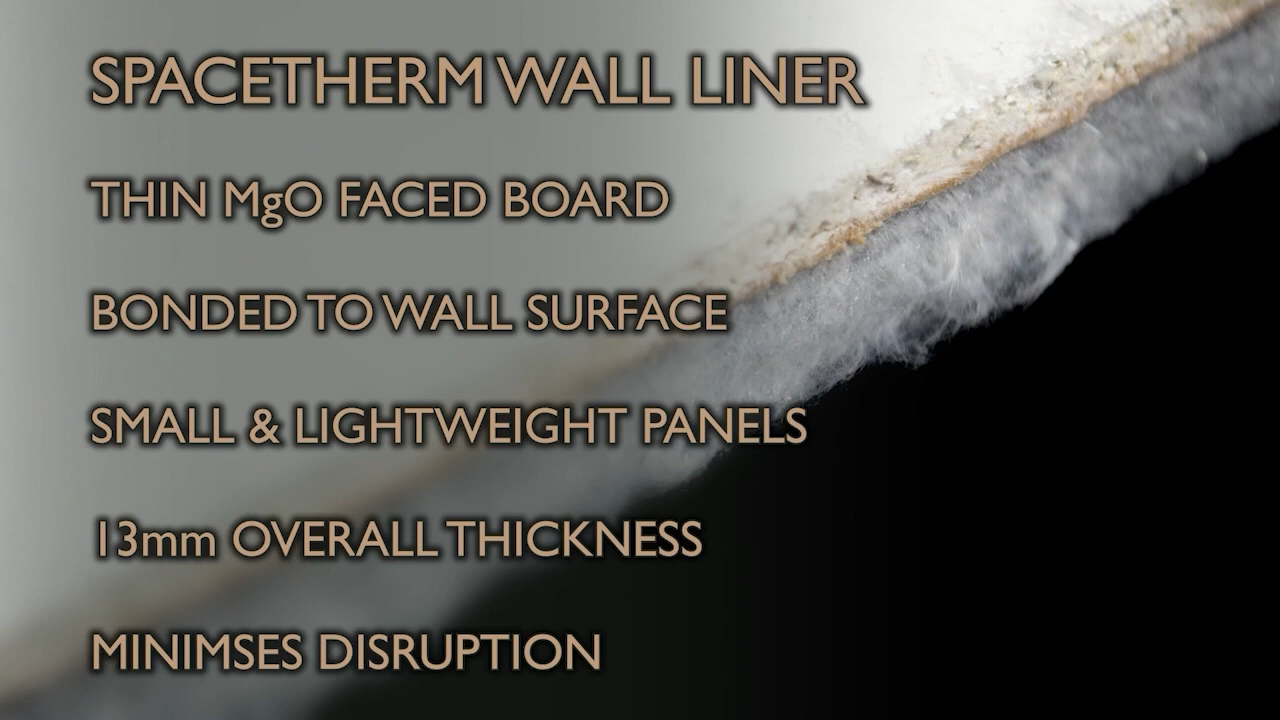 SPACETHERM WALL LINER
THIN MgO FACED BOARD
BONDED TO WALL SURFACE
SMALL & LIGHTWEIGHT PANELS
13mm OVERALL THICKNESS
MINIMSES DISRUPTION